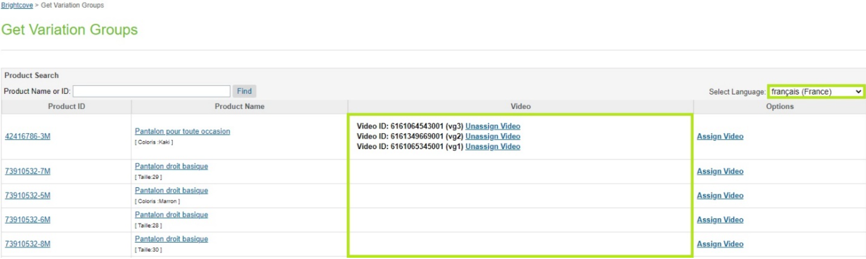 Brightcove > Get Variation Groups
Get Variation Groups
Product Search
Product Name or ID: Find Select Language: français (France)
Product ID Product Name Video Options
42416786-3M Pantalon pour toute occasion Video ID: 6161064543001 (vg3) Unassign Video Assign Video
[ Coloris :Kaki ] Video ID: 6161349669001 (vg2) Unassign Video
Video ID: 6161065345001 (vg1) Unassign Video
73910532-7M Pantalon droit basique Assign Video
[ Taille:29 ]
73910532-5M Pantalon droit basique Assign Video
[ Coloris :Marron ]
73910532-6M Pantalon droit basique Assign Video
[ Taille:28 ]
73910532-8M Pantalon droit basique Assign Video
[ Taille:30 ]